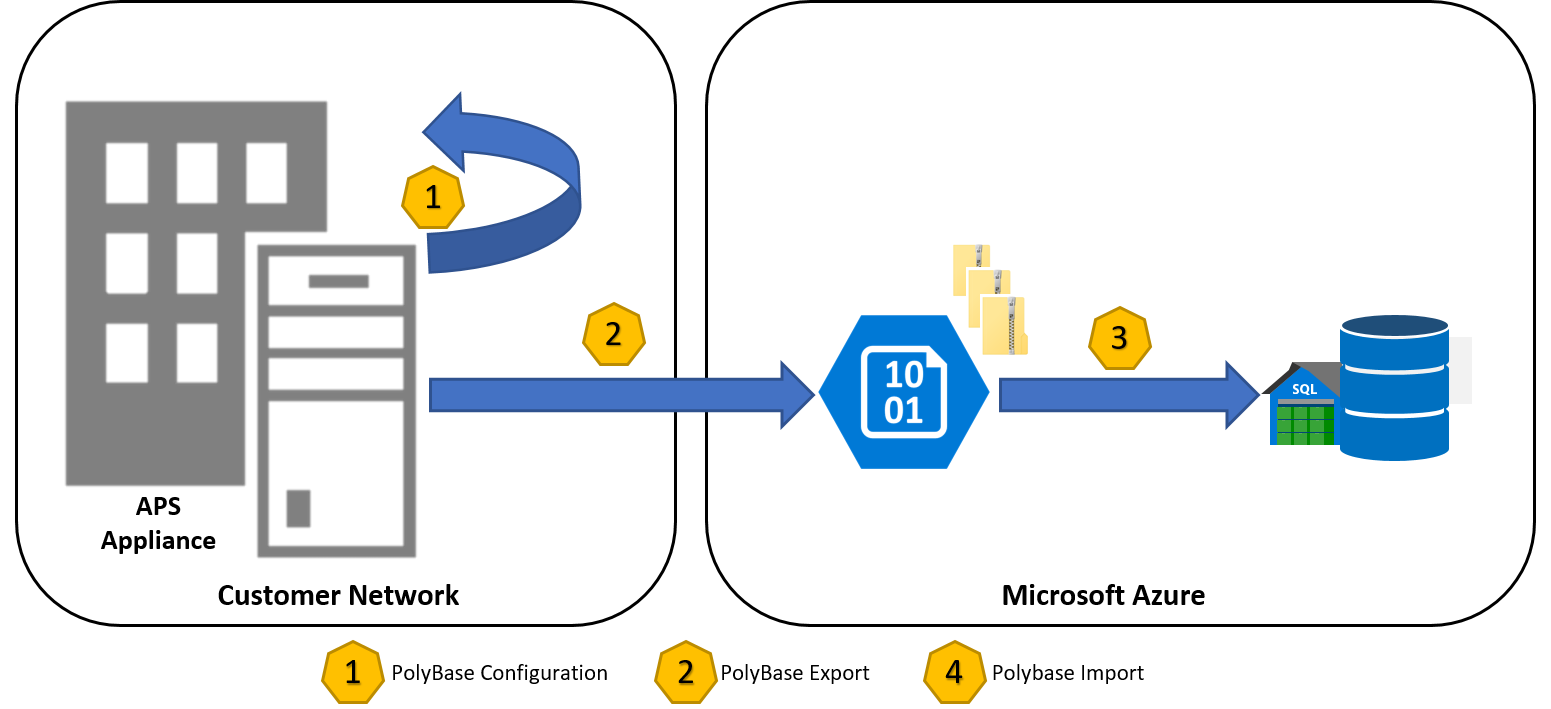 1
2
3
10
01
SQL
APS
Appliance
Customer Network
Microsoft Azure
1 PolyBase Configuration
2 PolyBase Export
4 Polybase Import